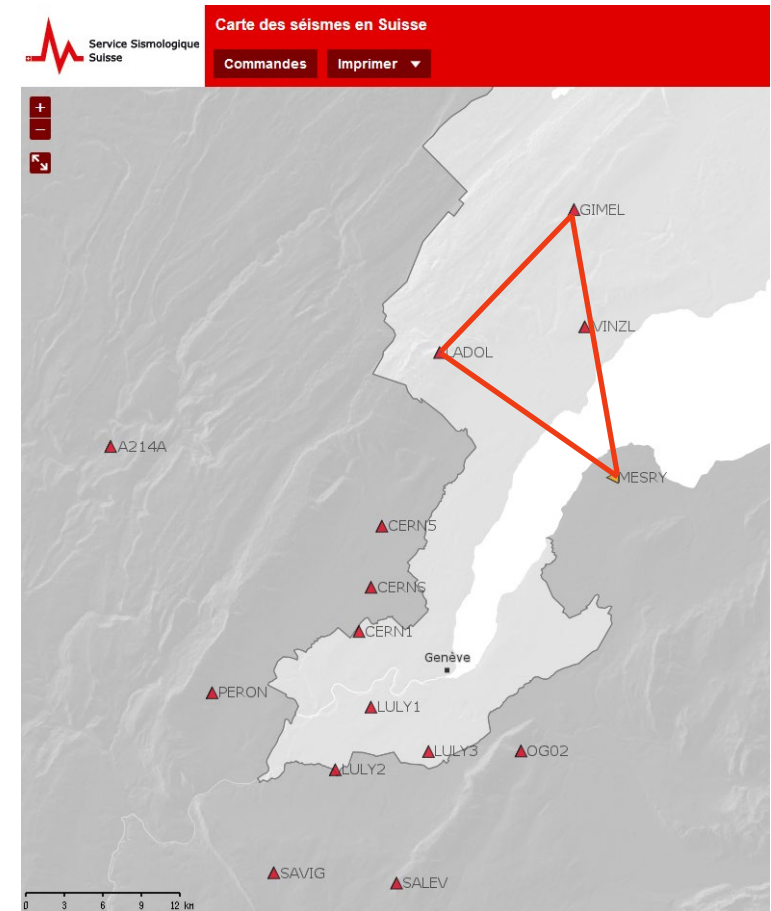 Service Sismologique
Suisse
Carte des séismes en Suisse
Commandes
Imprimer ▼
+
−
GIMEL
VINZL
LADOL
A214A
MESRY
CERN5
CERNS
CERN1
Genève
PERON
LULY1
LULY3
OG02
LULY2
SAVIG
SALEV
0 3 6 9 12 km